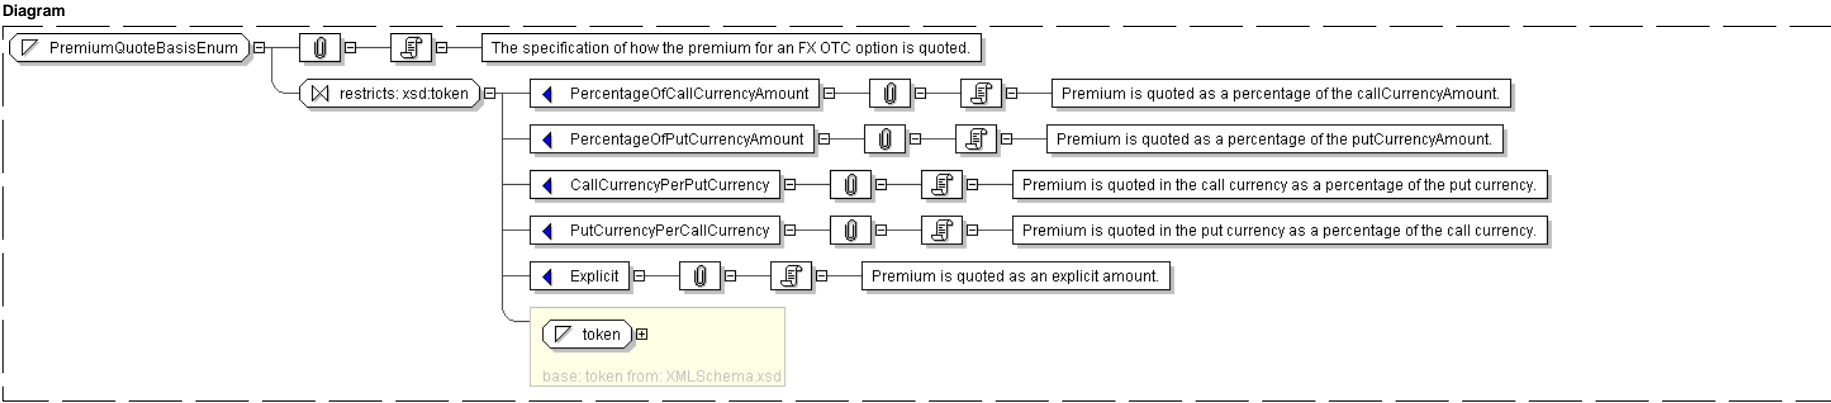 Diagram
PremiumQuoteBasisEnum
The specification of how the premium for an FX OTC option is quoted.
restricts: xsd:token
PercentageOfCallCurrencyAmount
Premium is quoted as a percentage of the callCurrencyAmount.
PercentageOfPutCurrencyAmount
Premium is quoted as a percentage of the putCurrencyAmount.
CallCurrencyPerPutCurrency
Premium is quoted in the call currency as a percentage of the put currency.
PutCurrencyPerCallCurrency
Premium is quoted in the put currency as a percentage of the call currency.
Explicit
Premium is quoted as an explicit amount.
token
base: token from: XMLSchema.xsd